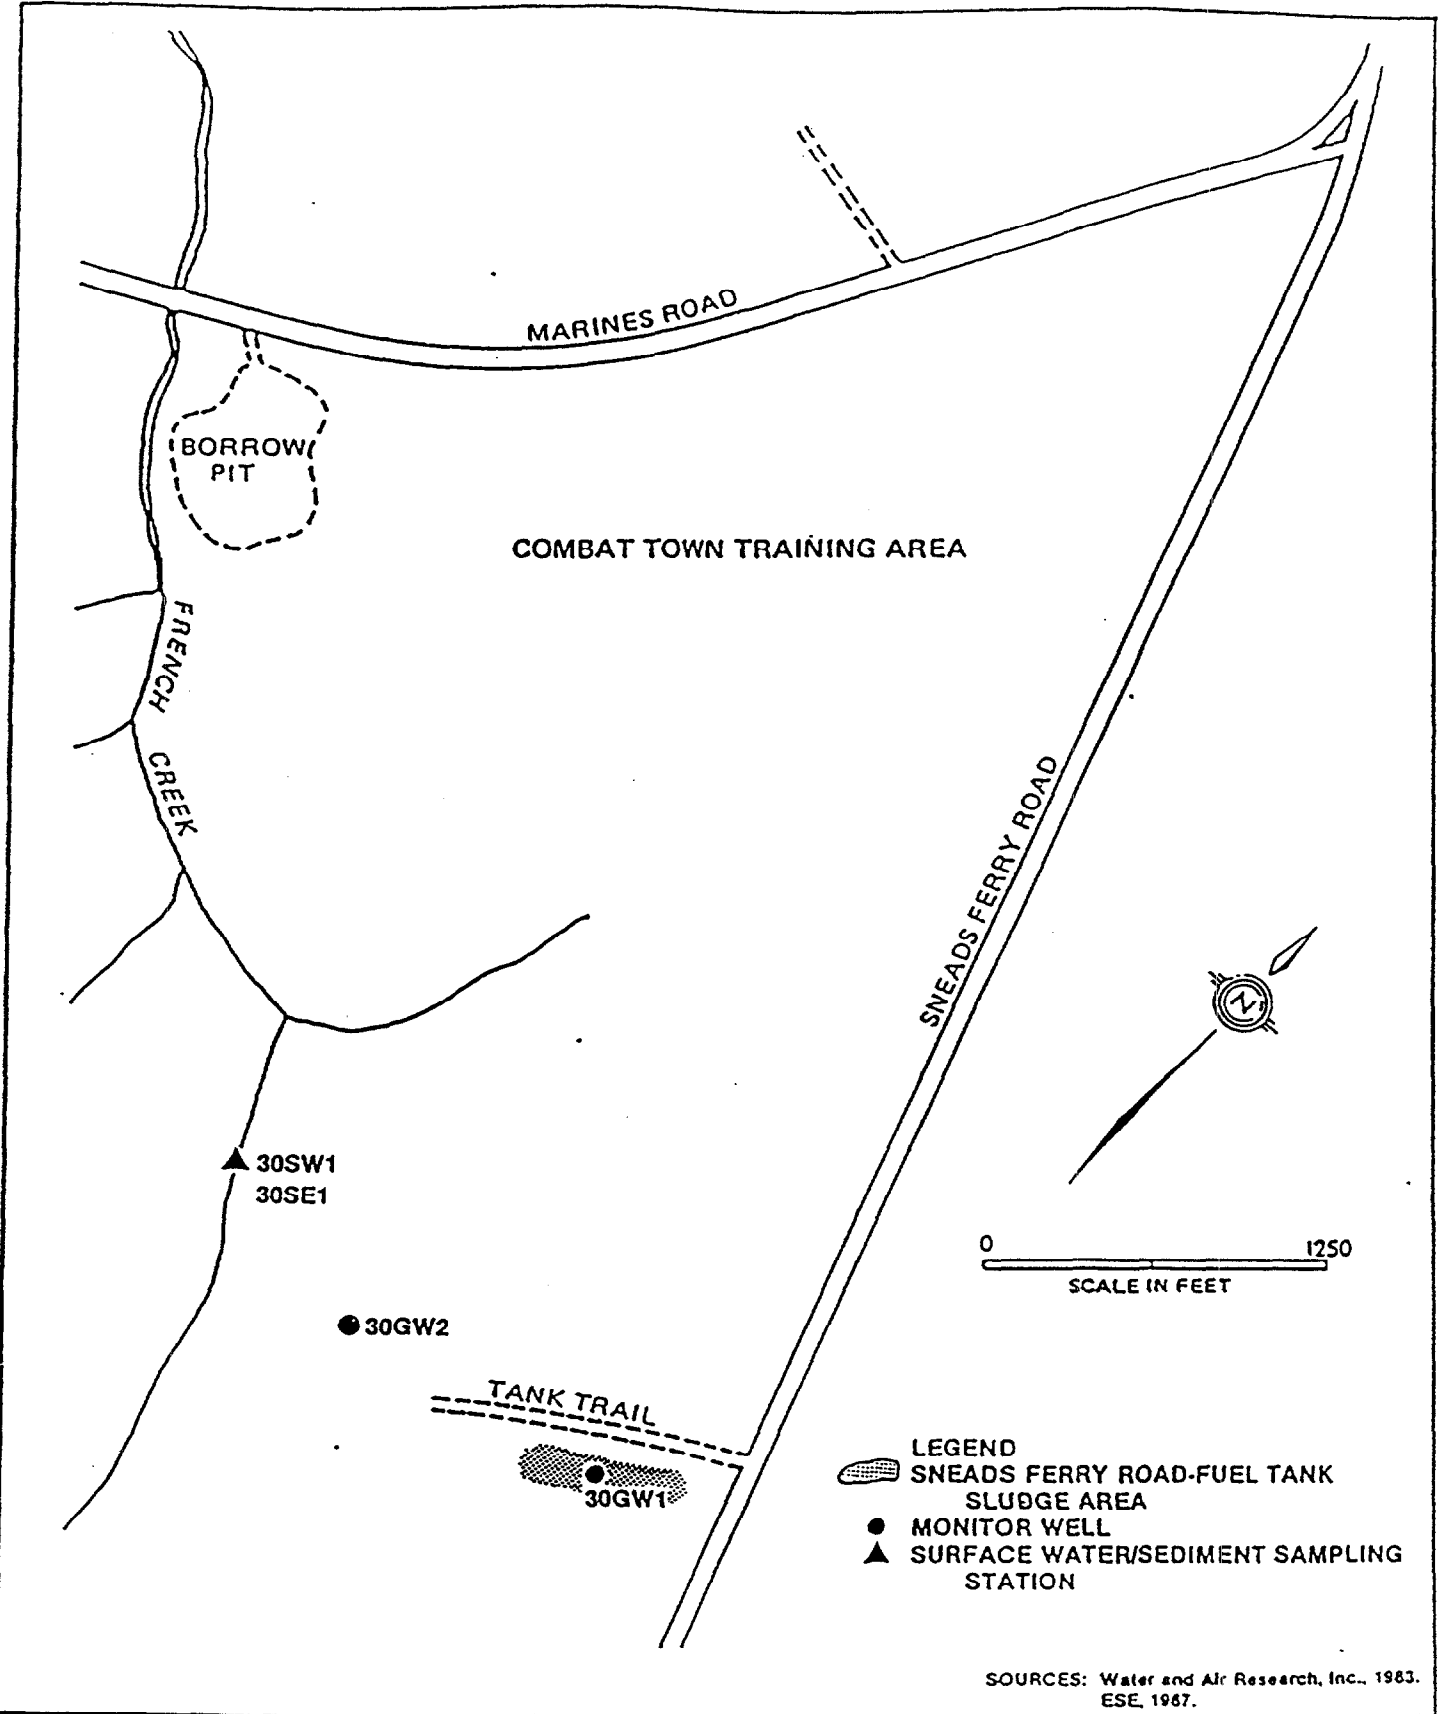 MARINES ROAD
BORROW
PIT
COMBAT TOWN TRAINING AREA
FRENCH
CREEK
SNEADS FERRY ROAD
N
30SW1
30SE1
0 1250
SCALE IN FEET
30GW2
TANK TRAIL
30GW1
LEGEND
SNEADS FERRY ROAD-FUEL TANK
SLUDGE AREA
MONITOR WELL
SURFACE WATER/SEDIMENT SAMPLING
STATION
SOURCES: Water and Air Research, Inc., 1983.
ESE, 1987.